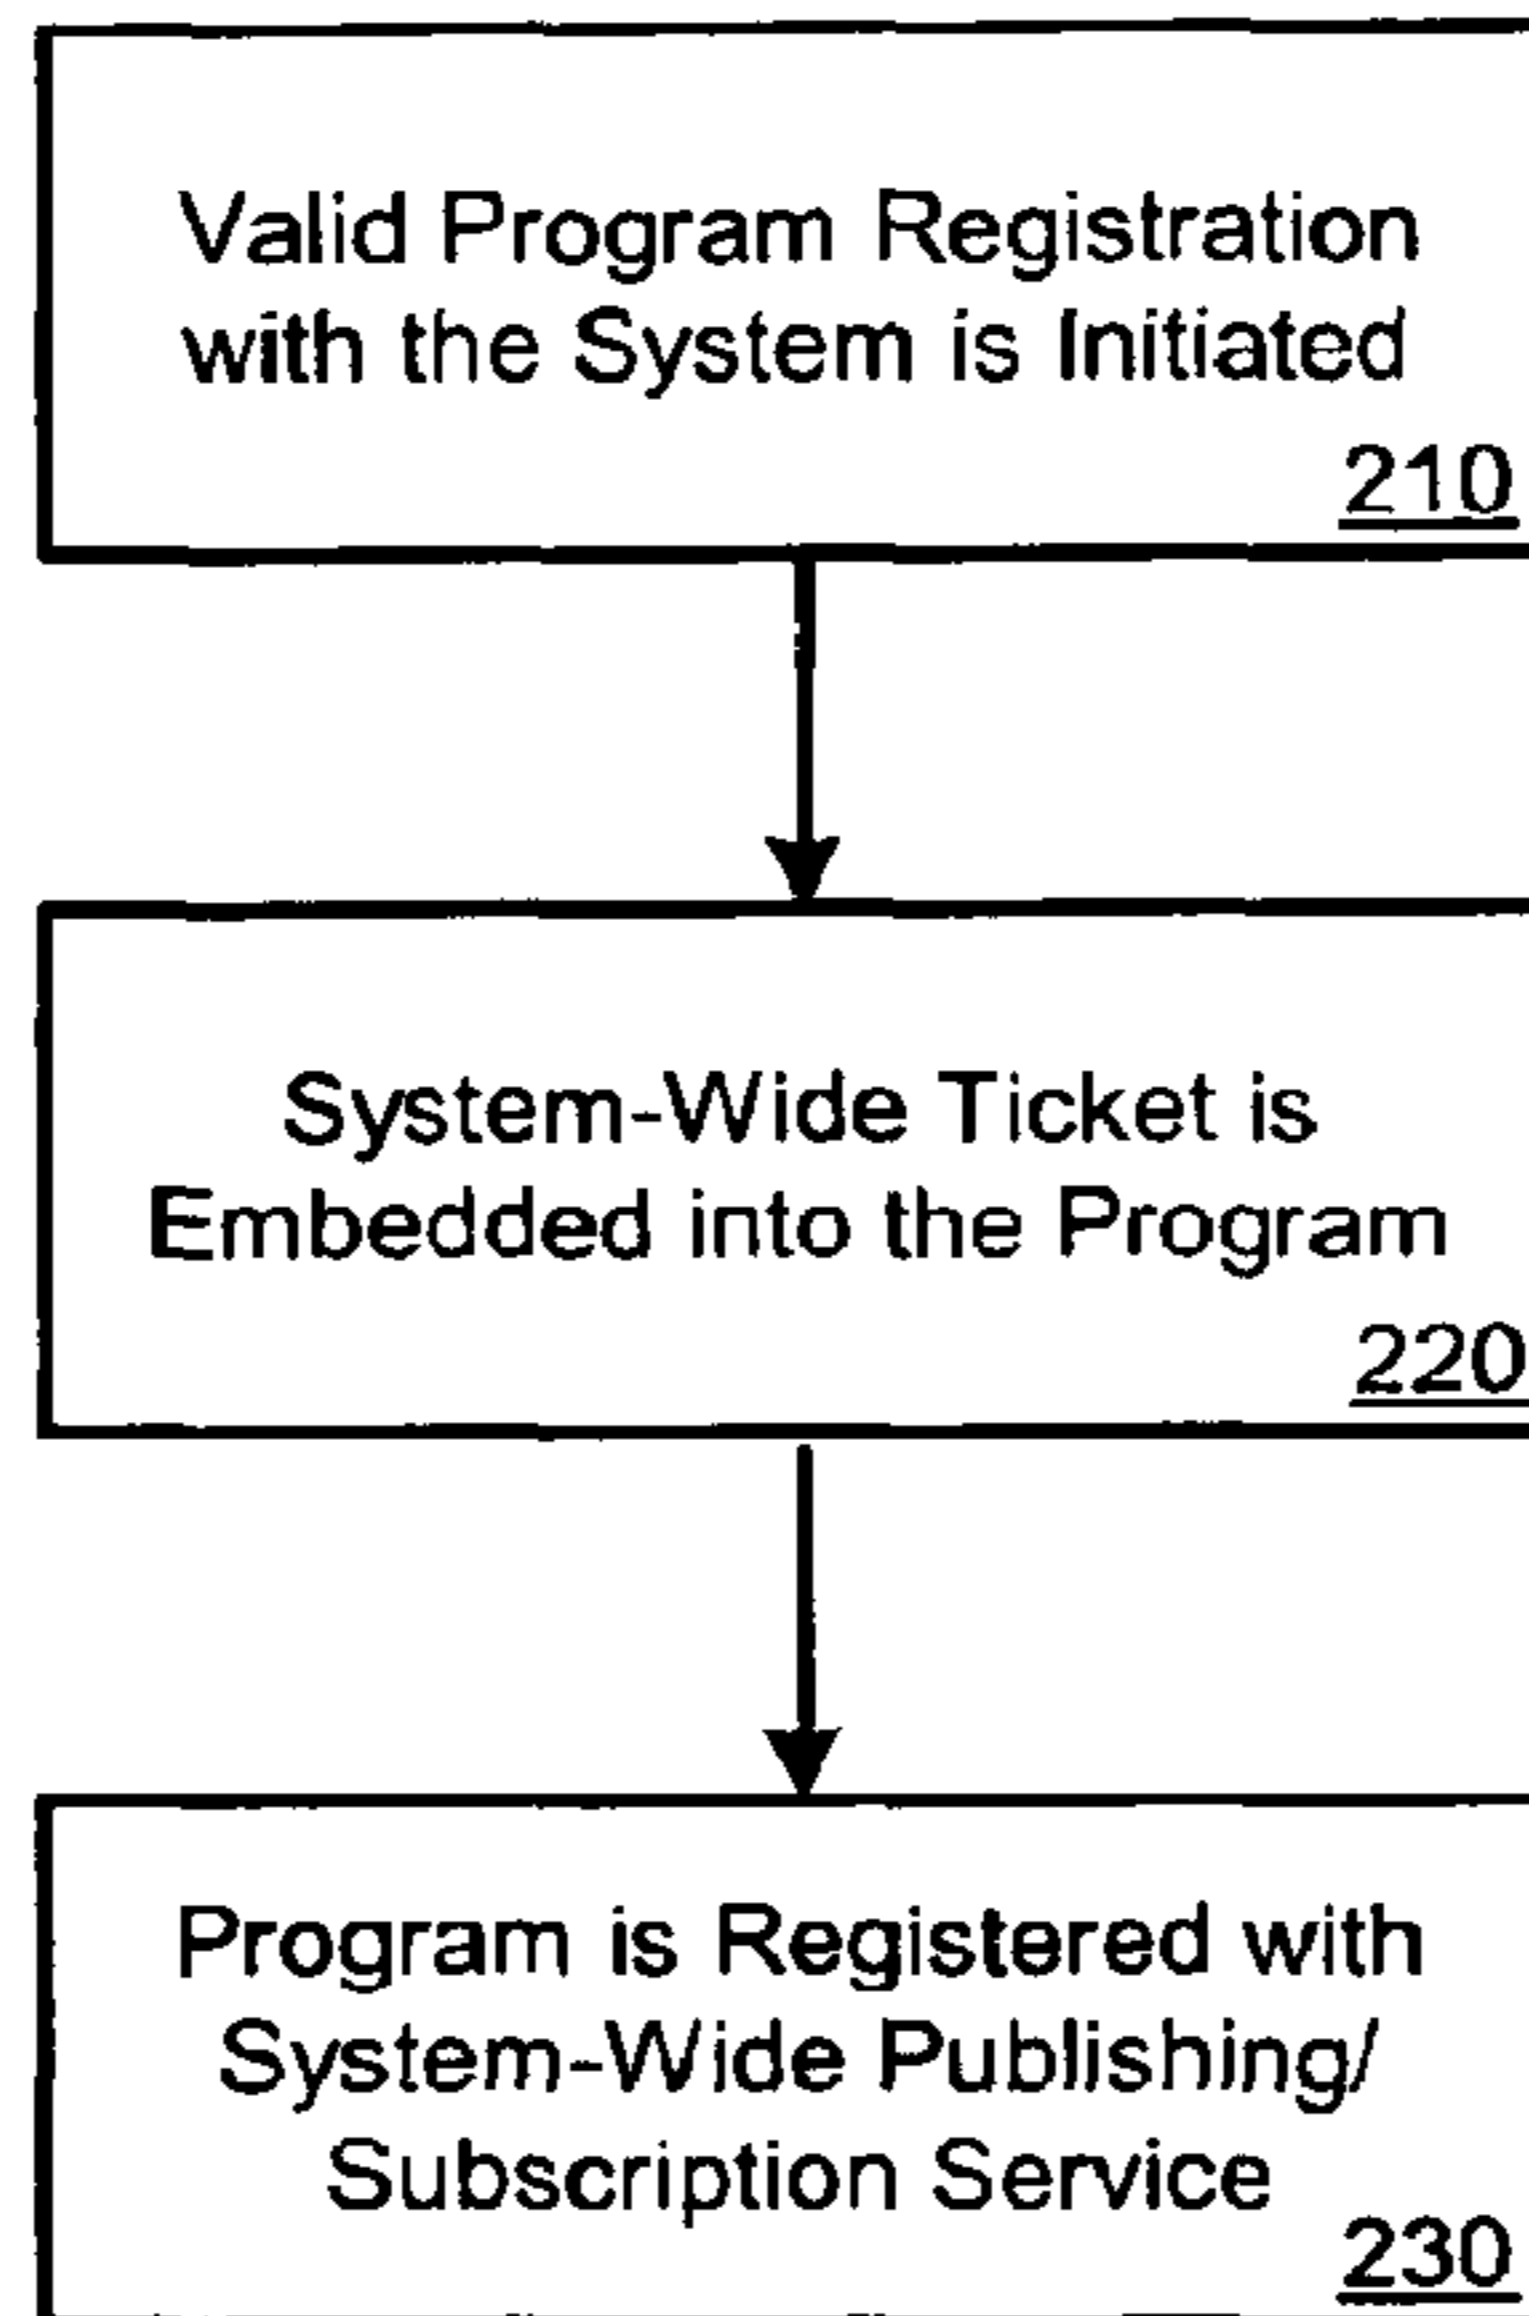 Valid Program Registration
with the System is Initiated
210
System-Wide Ticket is
Embedded into the Program
220
Program is Registered with
System-Wide Publishing/
Subscription Service
230